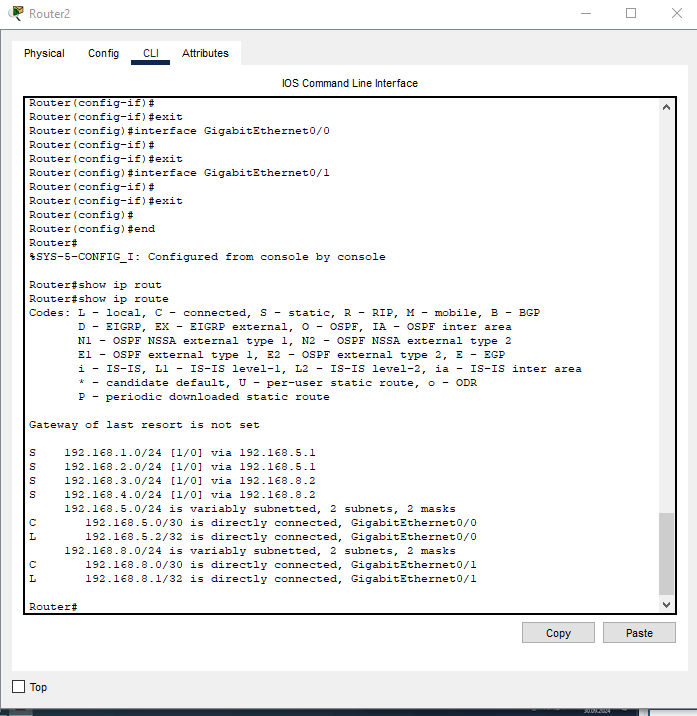 Router2
Physical Config CLI Attributes
IOS Command Line Interface
Router(config-if)#
Router(config-if)#exit
Router(config)#interface GigabitEthernet0/0
Router(config-if)#
Router(config-if)#exit
Router(config)#interface GigabitEthernet0/1
Router(config-if)#
Router(config-if)#exit
Router(config)#
Router(config)#end
Router#
%SYS-5-CONFIG_I: Configured from console by console
Router#show ip rout
Router#show ip route
Codes: L - local, C - connected, S - static, R - RIP, M - mobile, B - BGP
D - EIGRP, EX - EIGRP external, O - OSPF, IA - OSPF inter area
N1 - OSPF NSSA external type 1, N2 - OSPF NSSA external type 2
E1 - OSPF external type 1, E2 - OSPF external type 2, E - EGP
i - IS-IS, L1 - IS-IS level-1, L2 - IS-IS level-2, ia - IS-IS inter area
* - candidate default, U - per-user static route, o - ODR
P - periodic downloaded static route
Gateway of last resort is not set
S 192.168.1.0/24 [1/0] via 192.168.5.1
S 192.168.2.0/24 [1/0] via 192.168.5.1
S 192.168.3.0/24 [1/0] via 192.168.8.2
S 192.168.4.0/24 [1/0] via 192.168.8.2
192.168.5.0/24 is variably subnetted, 2 subnets, 2 masks
C 192.168.5.0/30 is directly connected, GigabitEthernet0/0
L 192.168.5.2/32 is directly connected, GigabitEthernet0/0
192.168.8.0/24 is variably subnetted, 2 subnets, 2 masks
C 192.168.8.0/30 is directly connected, GigabitEthernet0/1
L 192.168.8.1/32 is directly connected, GigabitEthernet0/1
Router#
Copy Paste
Top
30.09.2024